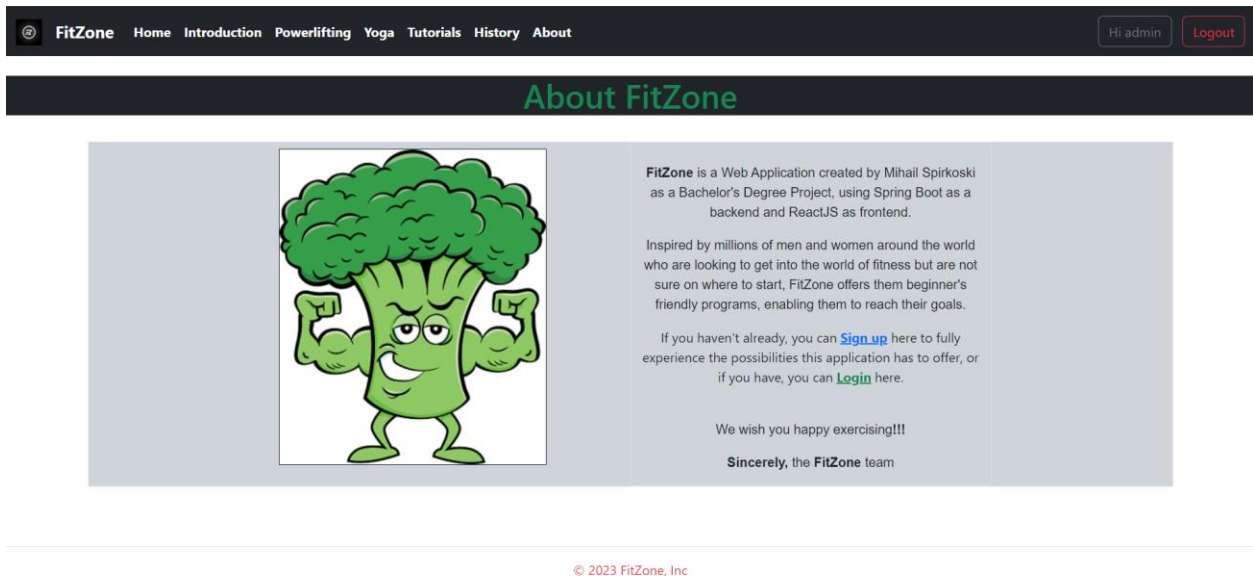 FitZone Home Introduction Powerlifting Yoga Tutorials History About Hi admin Logout
About FitZone
FitZone is a Web Application created by Mihail Spirkoski
as a Bachelor's Degree Project, using Spring Boot as a
backend and ReactJS as frontend.
Inspired by millions of men and women around the world
who are looking to get into the world of fitness but are not
sure on where to start, FitZone offers them beginner's
friendly programs, enabling them to reach their goals.
If you haven't already, you can Sign up here to fully
experience the possibilities this application has to offer, or
if you have, you can Login here.
We wish you happy exercising!!!
Sincerely, the FitZone team
© 2023 FitZone, Inc